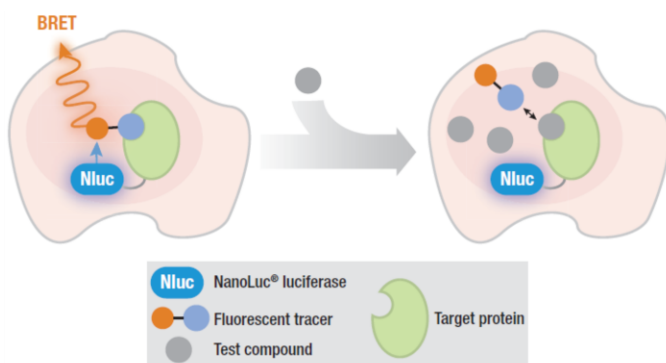 BRET
Nluc
Nluc
Nluc NanoLuc® luciferase
Fluorescent tracer
Test compound
Target protein